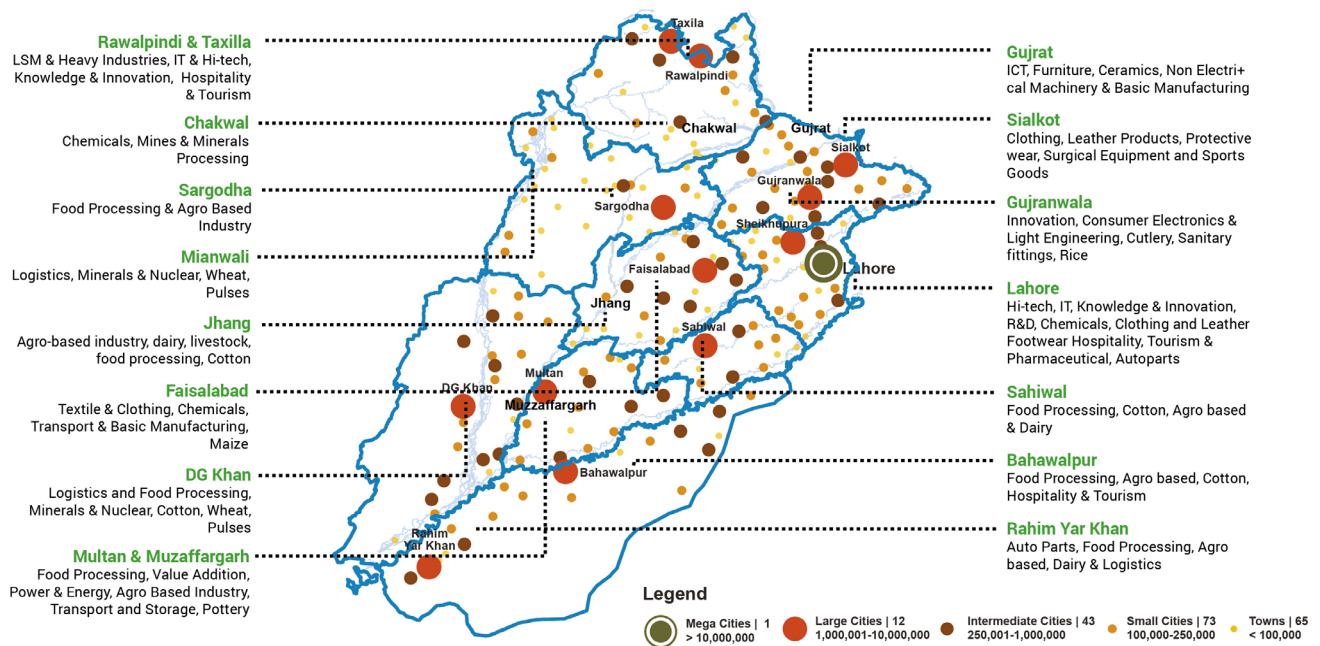 Rawalpindi & Taxilla
LSM & Heavy Industries, IT & Hi-tech,
Knowledge & Innovation, Hospitality
& Tourism
Chakwal
Chemicals, Mines & Minerals
Processing
Sargodha
Food Processing & Agro Based
Industry
Mianwali
Logistics, Minerals & Nuclear, Wheat,
Pulses
Jhang
Agro-based industry, dairy, livestock,
food processing, Cotton
Faisalabad
Textile & Clothing, Chemicals,
Transport & Basic Manufacturing,
Maize
DG Khan
Logistics and Food Processing,
Minerals & Nuclear, Cotton, Wheat,
Pulses
Multan & Muzaffargarh
Food Processing, Value Addition,
Power & Energy, Agro Based Industry,
Transport and Storage, Pottery
Taxila
Rawalpindi
Chakwal
Gujrat
Sialkot
Gujranwala
Sargodha
Sheikhupura
Lahore
Faisalabad
Jhang
Sahiwal
Multan
DG Khan
Muzzaffargarh
Bahawalpur
Rahim
Yar Khan
Gujrat
ICT, Furniture, Ceramics, Non Electri+
cal Machinery & Basic Manufacturing
Sialkot
Clothing, Leather Products, Protective
wear, Surgical Equipment and Sports
Goods
Gujranwala
Innovation, Consumer Electronics &
Light Engineering, Cutlery, Sanitary
fittings, Rice
Lahore
Hi-tech, IT, Knowledge & Innovation,
R&D, Chemicals, Clothing and Leather
Footwear Hospitality, Tourism &
Pharmaceutical, Autoparts
Sahiwal
Food Processing, Cotton, Agro based
& Dairy
Bahawalpur
Food Processing, Agro based, Cotton,
Hospitality & Tourism
Rahim Yar Khan
Auto Parts, Food Processing, Agro
based, Dairy & Logistics
Legend
Mega Cities | 1
> 10,000,000
Large Cities | 12
1,000,001-10,000,000
Intermediate Cities | 43
250,001-1,000,000
Small Cities | 73
100,000-250,000
Towns | 65
< 100,000